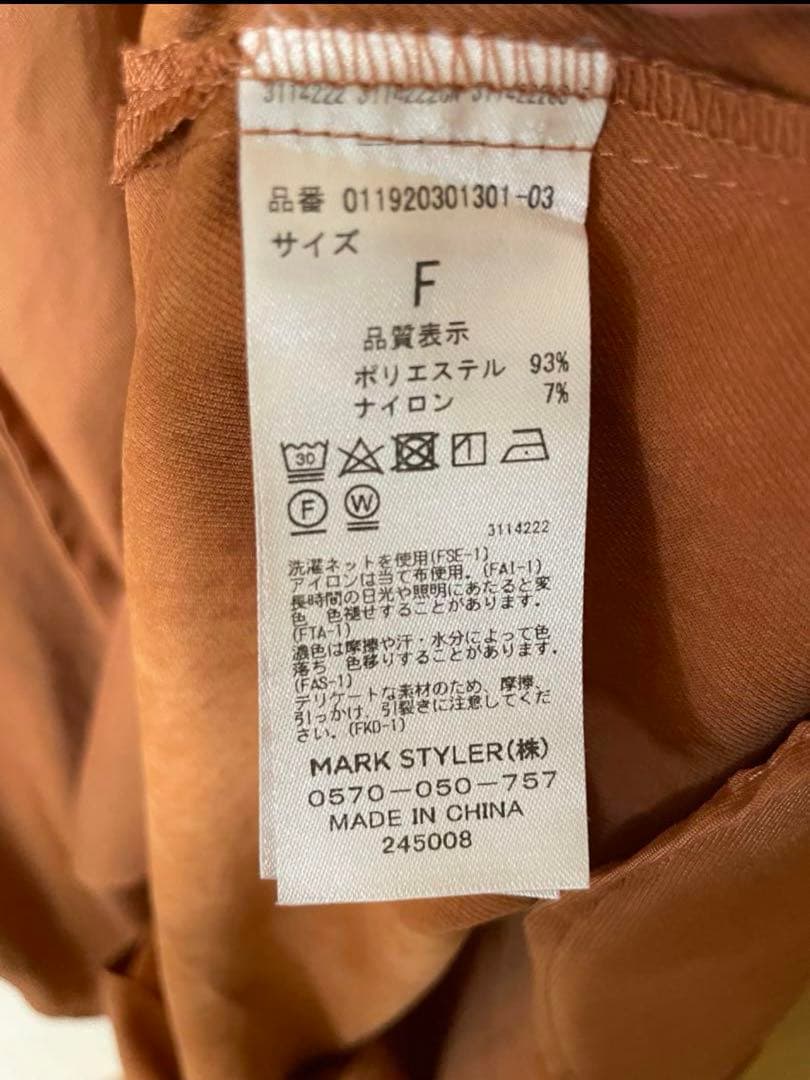 品番 011920301301-03
サイズ
F
品質表示
ポリエステル 93%
ナイロン 7%
30
F W
3114222
洗濯ネットを使用(FSE-1)
アイロンは当て布使用。(FAI-1)
長時間の日光や照明にあたると変
色 色褪せすることがあります。
(FTA-1)
濃色は摩擦や汗・水分によって色
落ち 色移りすることがあります。
(FAS-1)
デリケートな素材のため、摩擦、
引っかけ、引裂きに注意してくだ
さい。(FKD-1)
MARK STYLER(株)
0570-050-757
MADE IN CHINA
245008